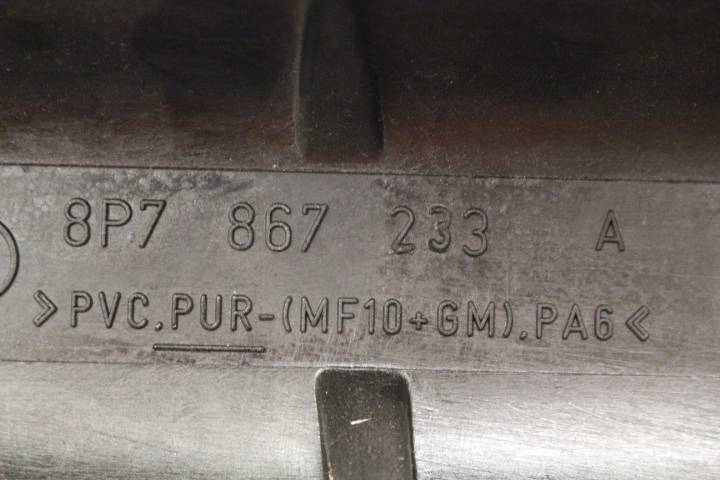 8P7 867 233 A
>PVC,PUR-(MF10+GM),PA6<